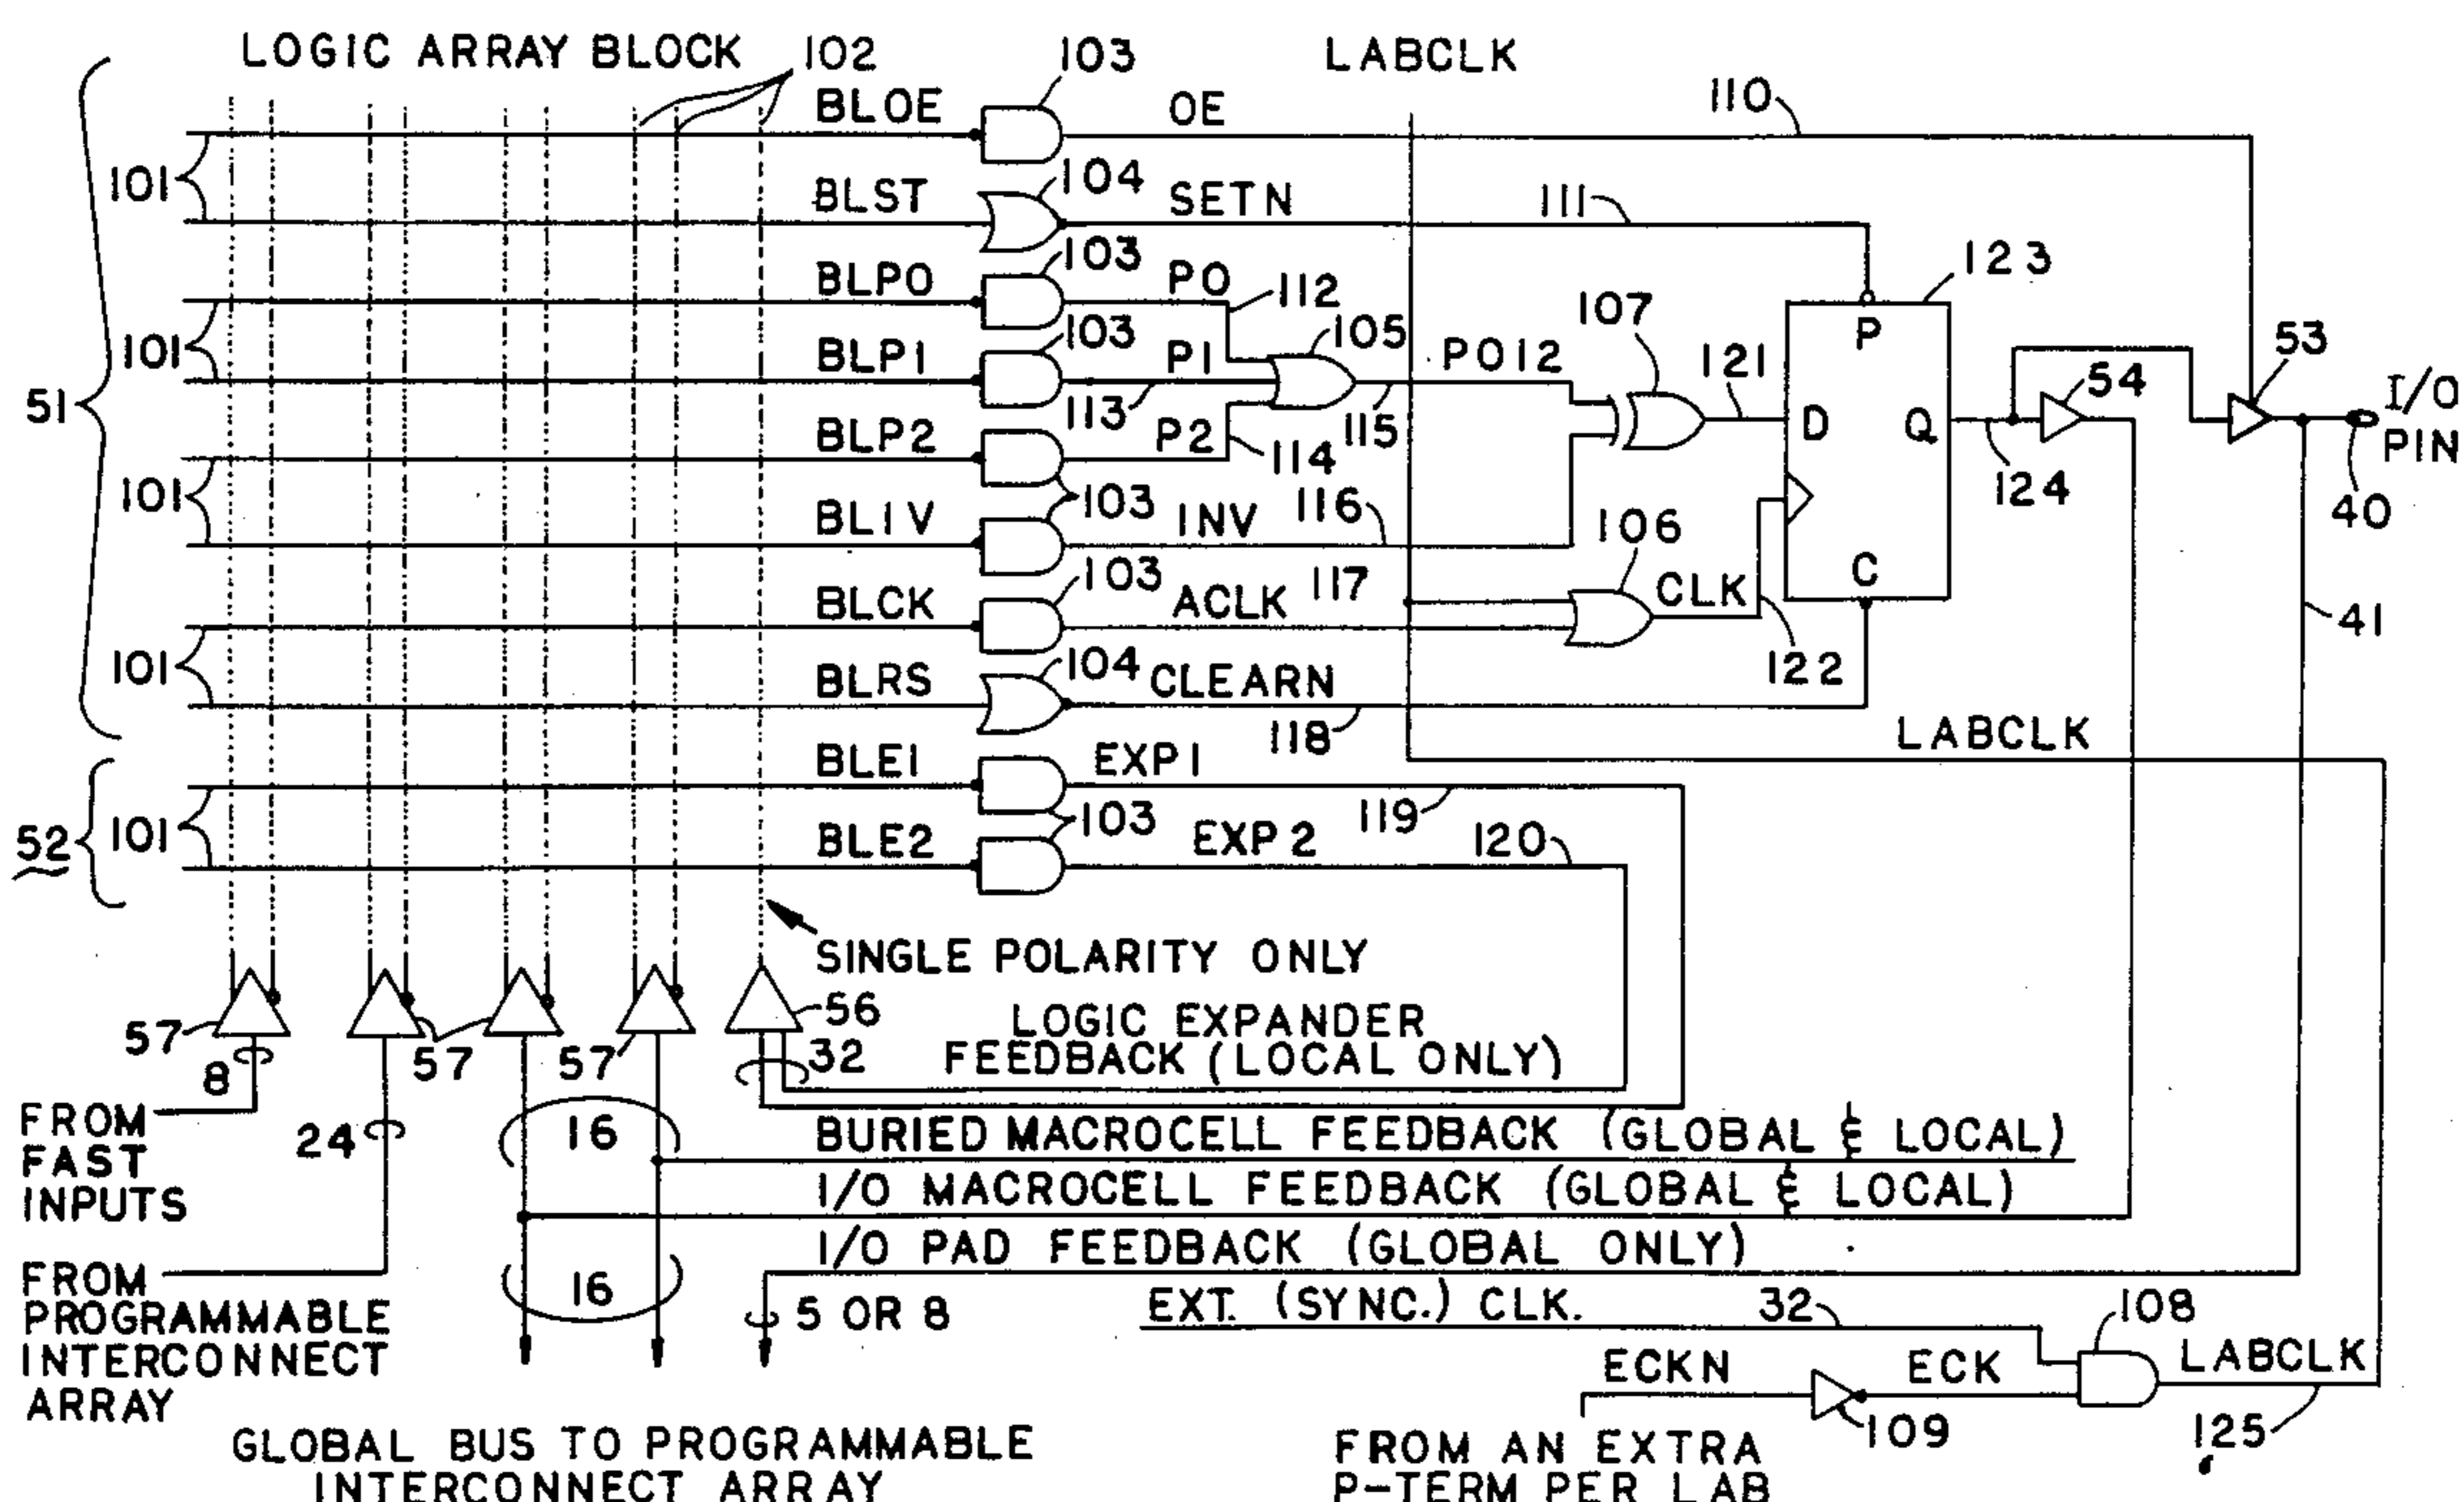 LOGIC ARRAY BLOCK 102 103 LABCLK
BLOE OE 110
101
BLST 104 SETN 111
BLP0 103 P0 112 123
101 BLP1 103 P1 113 105 P012 107 121 P 53
51 115 D Q 54 I/O PIN
BLP2 P2 114 124 40
101 103
BLIV INV 116 106
BLCK 103 ACLK 117 CLK C 41
101 122
BLRS 104 CLEARN 118
LABCLK
BLE1 EXP1 119
52 101 103
BLE2 EXP2 120
SINGLE POLARITY ONLY
57 57 57 56
LOGIC EXPANDER
FEEDBACK (LOCAL ONLY)
8 32
FROM
FAST
INPUTS
24 16
BURIED MACROCELL FEEDBACK (GLOBAL & LOCAL)
I/O MACROCELL FEEDBACK (GLOBAL & LOCAL)
I/O PAD FEEDBACK (GLOBAL ONLY)
FROM
PROGRAMMABLE
INTERCONNECT
ARRAY
16 5 OR 8
EXT. (SYNC.) CLK. 32 108
ECKN ECK LABCLK
109 125
GLOBAL BUS TO PROGRAMMABLE
INTERCONNECT ARRAY
FROM AN EXTRA
P-TERM PER LAB